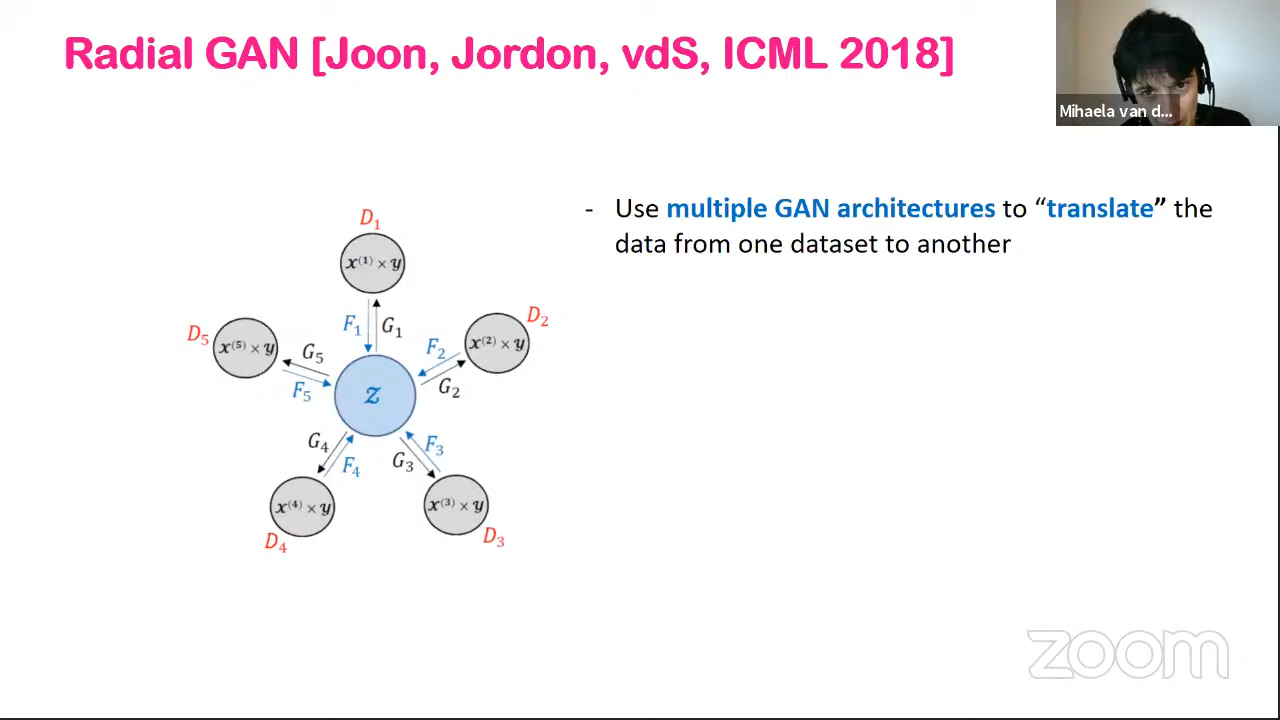 Radial GAN [Joon, Jordon, vdS, ICML 2018]
Mihaela van d...
- Use multiple GAN architectures to “translate” the
data from one dataset to another
D₁
x⁽¹⁾ × y
F₁ G₁
D₂
x⁽²⁾ × y
F₂
G₂
D₅
x⁽⁵⁾ × y
G₅
F₅
z
G₄
F₄
F₃
G₃
x⁽⁴⁾ × y
D₄
x⁽³⁾ × y
D₃
zoom